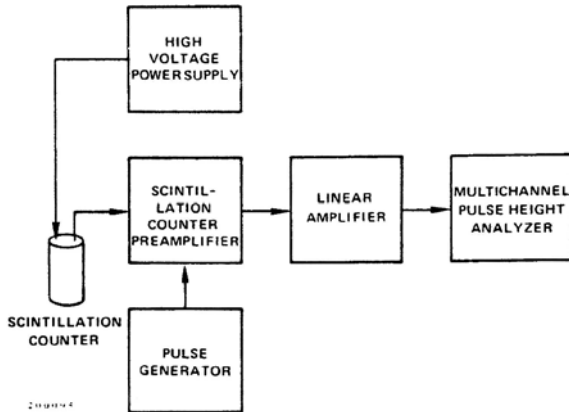 HIGH
VOLTAGE
POWER SUPPLY
SCINTIL-
LATION
COUNTER
PREAMPLIFIER
LINEAR
AMPLIFIER
MULTICHANNEL
PULSE HEIGHT
ANALYZER
SCINTILLATION
COUNTER
PULSE
GENERATOR